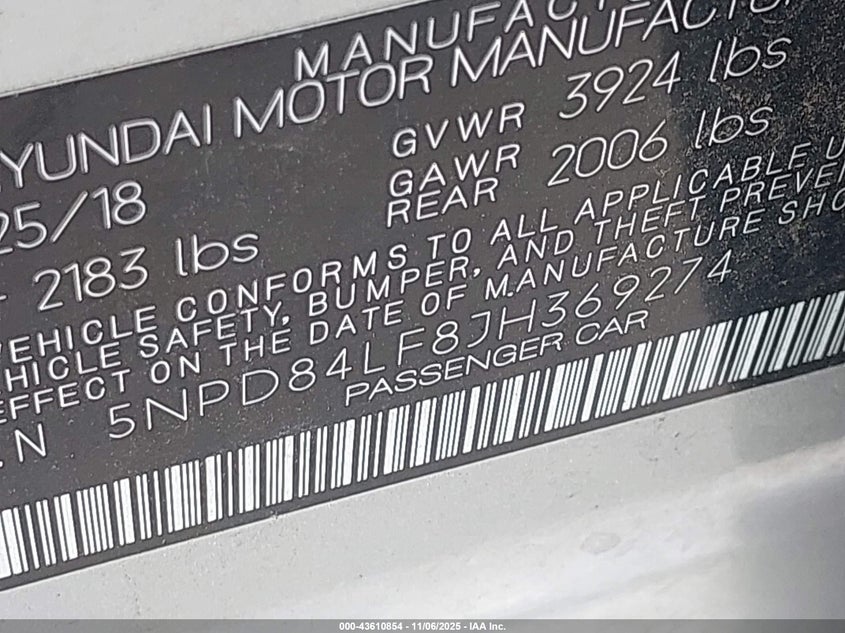 MANUFACTU
HYUNDAI MOTOR MANUFACTUR
25/18
GVWR 3924 lbs
2183 lbs
GAWR REAR 2006 lbs
VEHICLE CONFORMS TO ALL APPLICABLE
VEHICLE SAFETY, BUMPER, AND THEFT PREVEN
EFFECT ON THE DATE OF MANUFACTURE SHO
5NPD84LF8JH369274
PASSENGER CAR
000-43610854 - 11/06/2025 - IAA Inc.